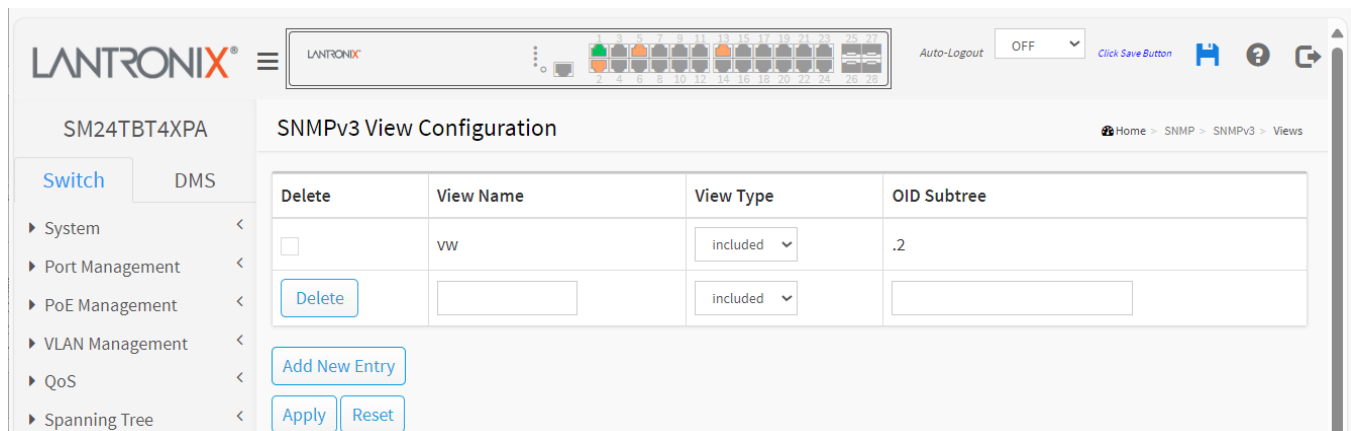 LANTRONIX®
LANTRONIX
1 3 5 7 9 11 13 15 17 19 21 23 25 27
2 4 6 8 10 12 14 16 18 20 22 24 26 28
Auto-Logout OFF Click Save Button
SM24TBT4XPA
SNMPv3 View Configuration
Home > SNMP > SNMPv3 > Views
Switch DMS
Delete View Name View Type OID Subtree
System
vw included .2
Port Management
PoE Management
Delete included
VLAN Management
Add New Entry
QoS
Spanning Tree
Apply Reset